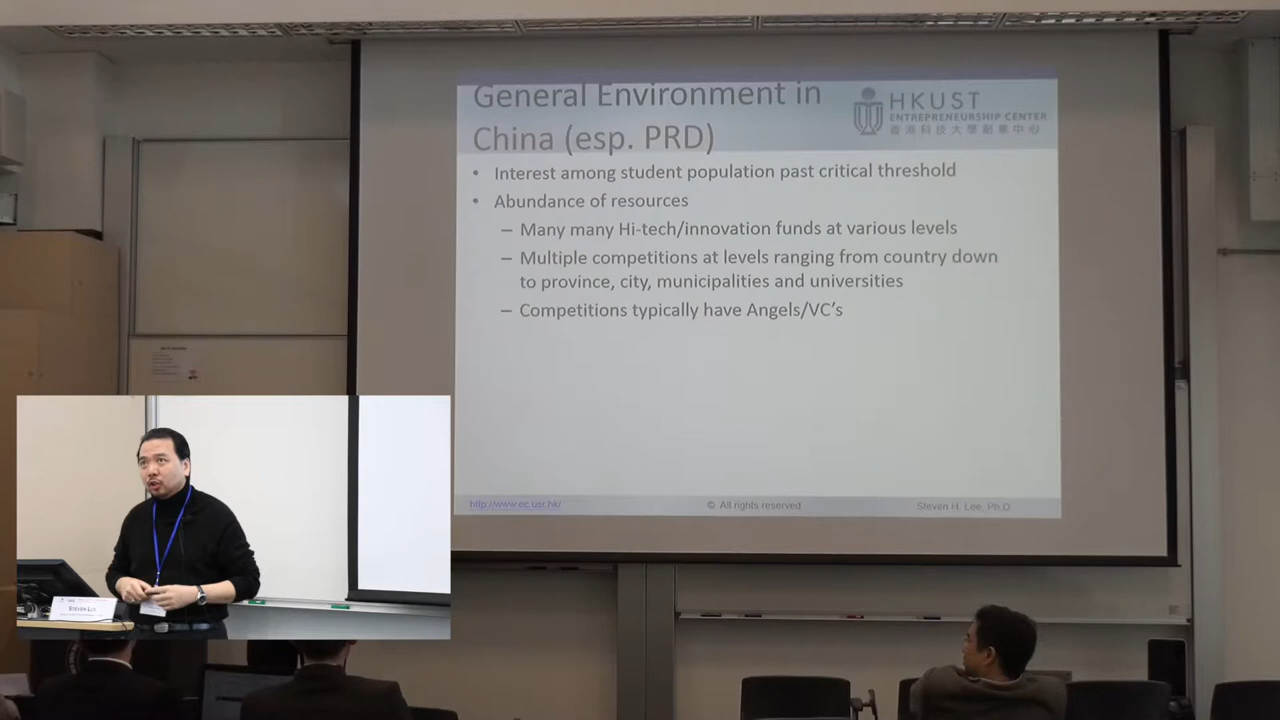 General Environment in
China (esp. PRD)
HKUST
ENTREPRENEURSHIP CENTER
香港科技大學創業中心
• Interest among student population past critical threshold
• Abundance of resources
– Many many Hi-tech/innovation funds at various levels
– Multiple competitions at levels ranging from country down
to province, city, municipalities and universities
– Competitions typically have Angels/VC's
http://www.ec.ust.hk/
© All rights reserved
Steven H. Lee, Ph.D
STEVEN LEE